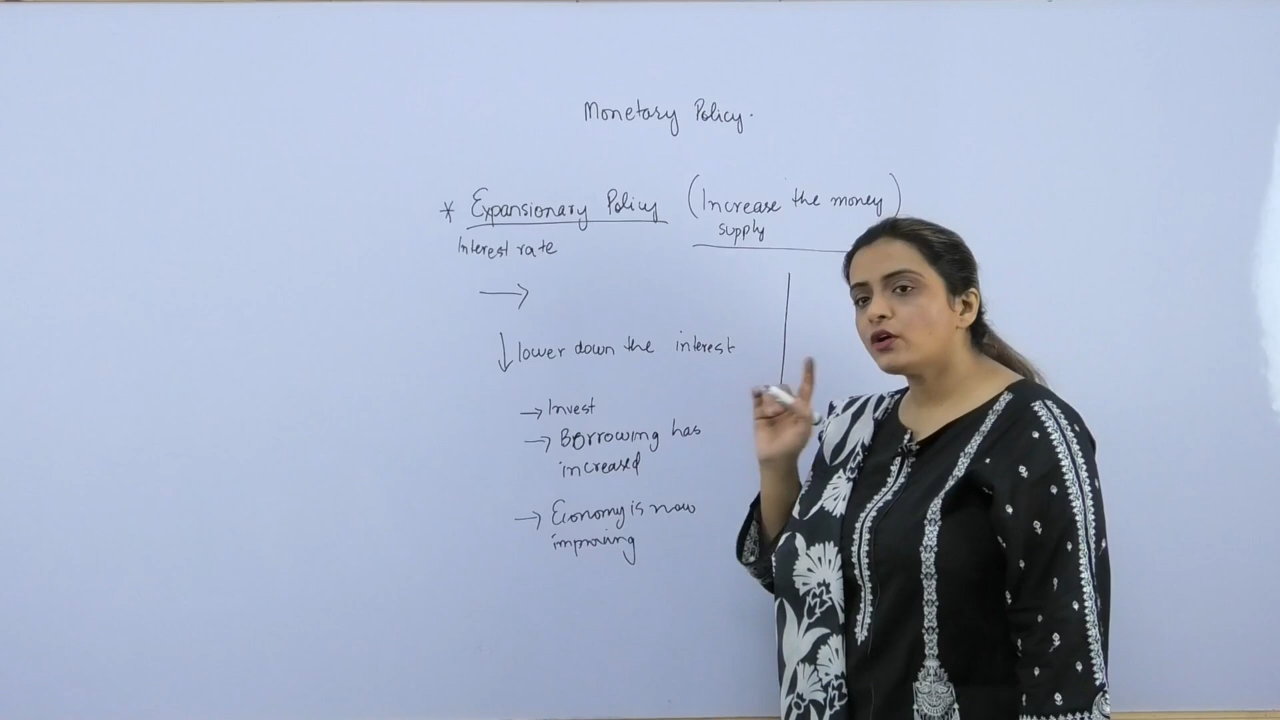 Monetary Policy.
* Expansionary Policy (Increase the money)
supply
Interest rate
→
↓ lower down the interest
→ Invest
→ Borrowing has
increased
→ Economy is now
improving